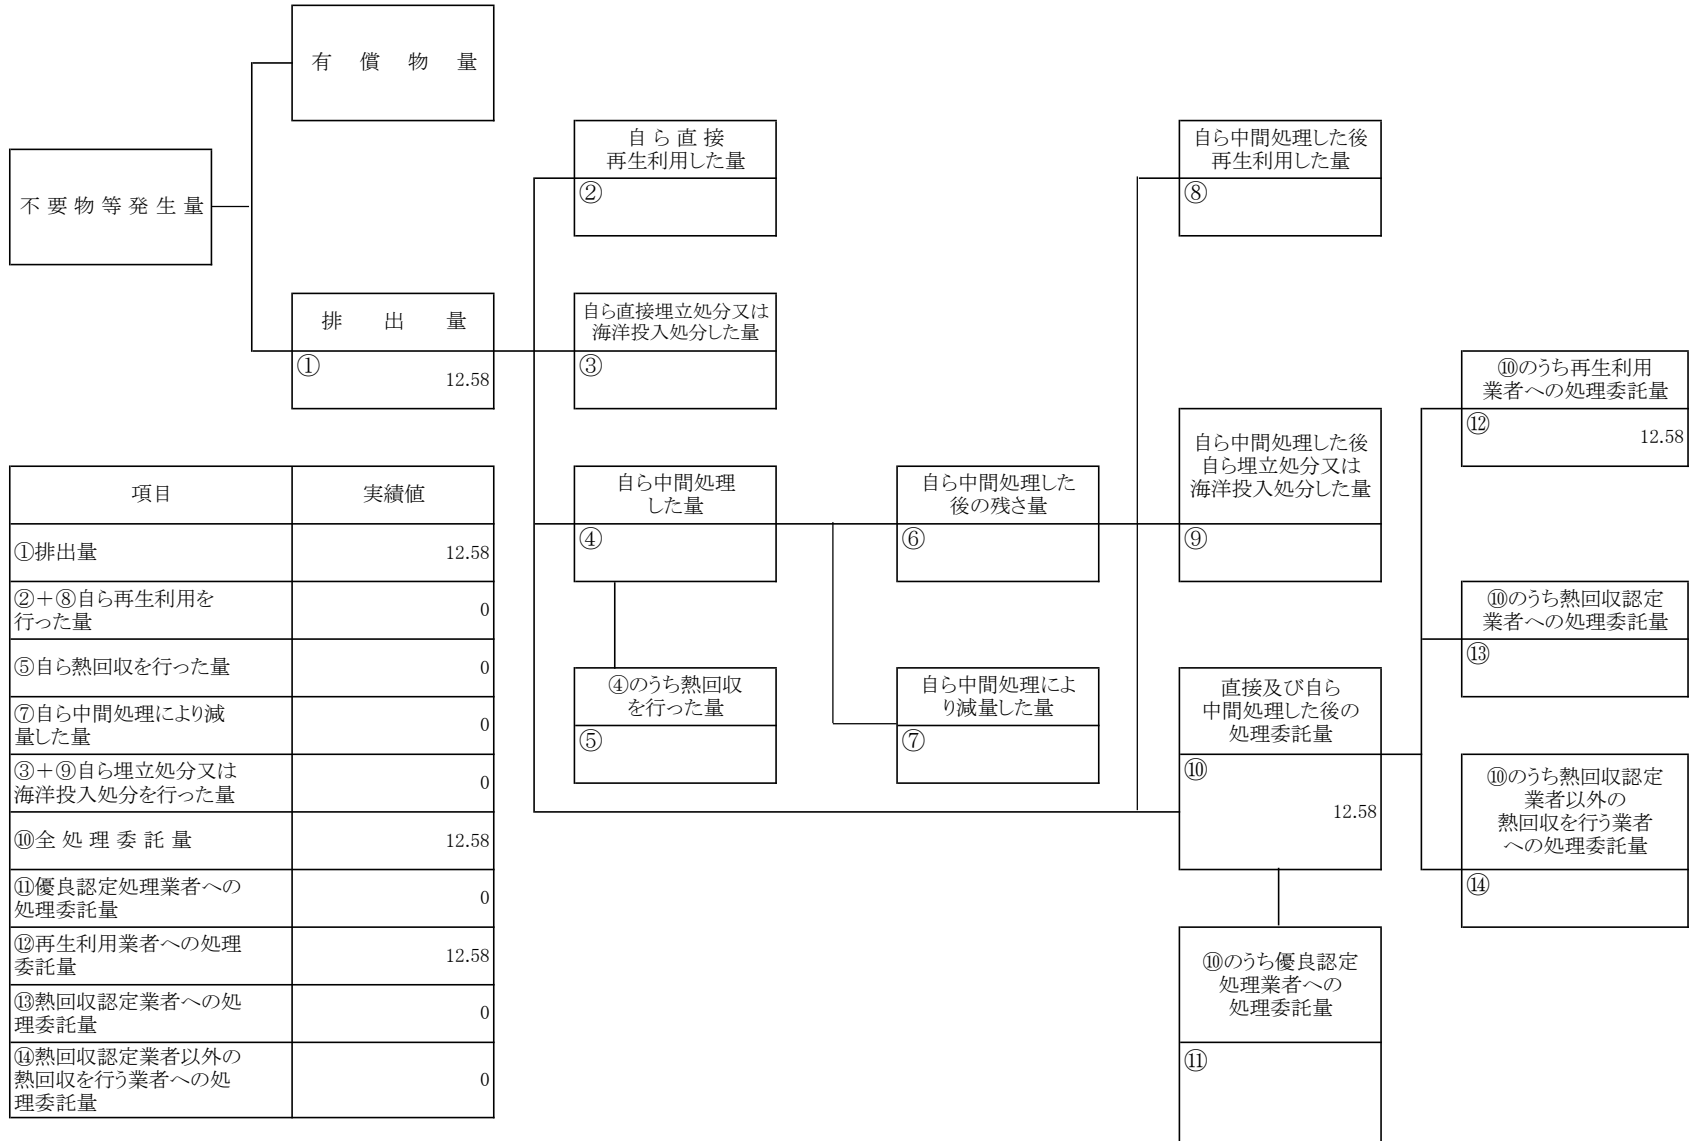 有償物量
不要物等発生量
排出量
①
12.58
自ら直接
再生利用した量
②
自ら直接埋立処分又は
海洋投入処分した量
③
自ら中間処理
した量
④
④のうち熱回収
を行った量
⑤
自ら中間処理した
後の残さ量
⑥
自ら中間処理によ
り減量した量
⑦
自ら中間処理した後
再生利用した量
⑧
自ら中間処理した後
自ら埋立処分又は
海洋投入処分した量
⑨
直接及び自ら
中間処理した後の
処理委託量
⑩
12.58
⑩のうち優良認定
処理業者への
処理委託量
⑪
⑩のうち再生利用
業者への処理委託量
⑫
12.58
⑩のうち熱回収認定
業者への処理委託量
⑬
⑩のうち熱回収認定
業者以外の
熱回収を行う業者
への処理委託量
⑭
項目 実績値
①排出量 12.58
②+⑧自ら再生利用を
行った量 0
⑤自ら熱回収を行った量 0
⑦自ら中間処理により減
量した量 0
③+⑨自ら埋立処分又は
海洋投入処分を行った量 0
⑩全処理委託量 12.58
⑪優良認定処理業者への
処理委託量 0
⑫再生利用業者への処理
委託量 12.58
⑬熱回収認定業者への処
理委託量 0
⑭熱回収認定業者以外の
熱回収を行う業者への処
理委託量 0